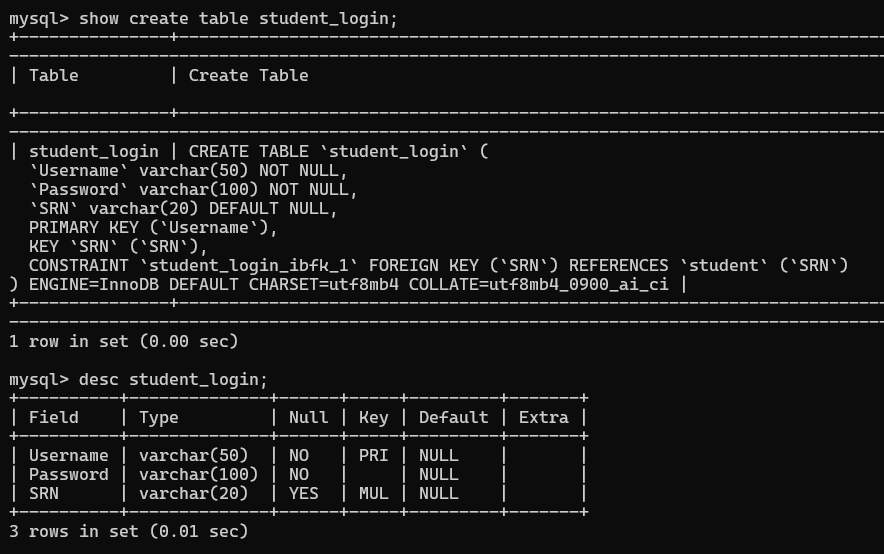 mysql> show create table student_login;
+---------------+-----------------------------------------------------------------------
----------------------------------------------------------------------------------------
| Table         | Create Table
+---------------+-----------------------------------------------------------------------
----------------------------------------------------------------------------------------
| student_login | CREATE TABLE `student_login` (
  `Username` varchar(50) NOT NULL,
  `Password` varchar(100) NOT NULL,
  `SRN` varchar(20) DEFAULT NULL,
  PRIMARY KEY (`Username`),
  KEY `SRN` (`SRN`),
  CONSTRAINT `student_login_ibfk_1` FOREIGN KEY (`SRN`) REFERENCES `student` (`SRN`)
) ENGINE=InnoDB DEFAULT CHARSET=utf8mb4 COLLATE=utf8mb4_0900_ai_ci |
+---------------+-----------------------------------------------------------------------
----------------------------------------------------------------------------------------
1 row in set (0.00 sec)
mysql> desc student_login;
+----------+--------------+------+-----+---------+-------+
| Field    | Type         | Null | Key | Default | Extra |
+----------+--------------+------+-----+---------+-------+
| Username | varchar(50)  | NO   | PRI | NULL    |       |
| Password | varchar(100) | NO   |     | NULL    |       |
| SRN      | varchar(20)  | YES  | MUL | NULL    |       |
+----------+--------------+------+-----+---------+-------+
3 rows in set (0.01 sec)